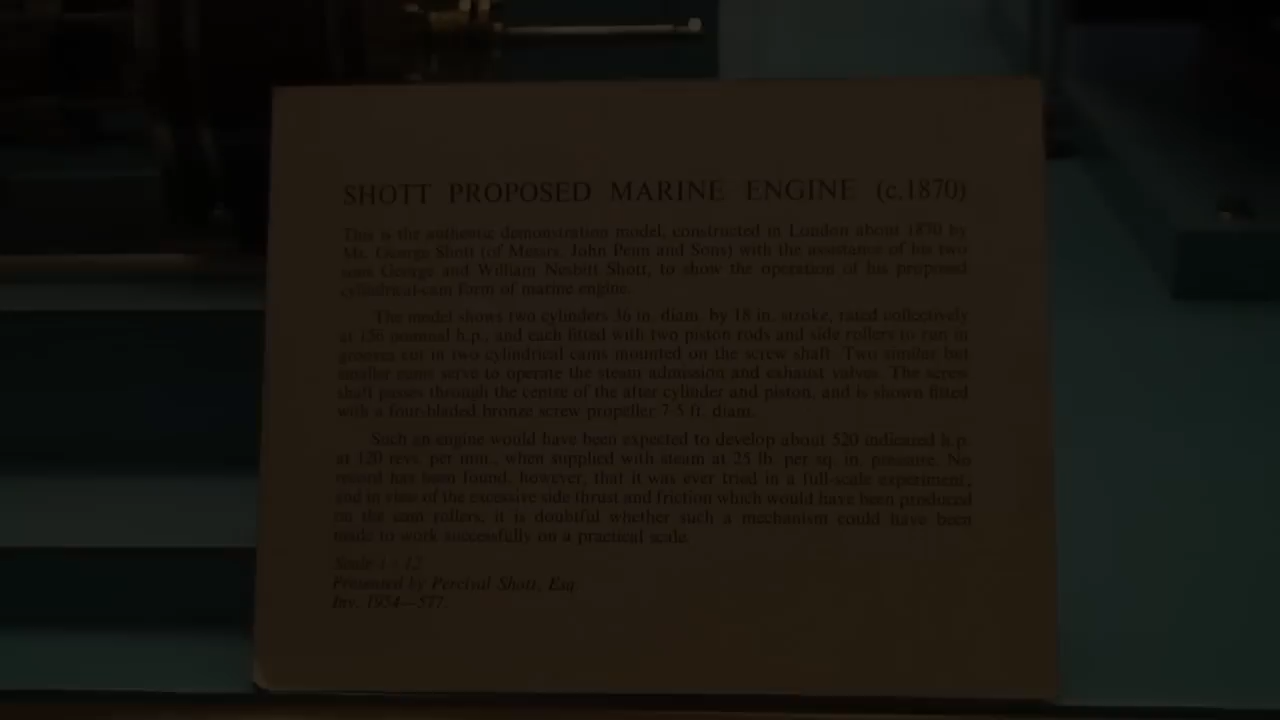 SHOTT PROPOSED MARINE ENGINE (c.1870)
This is the authentic demonstration model, constructed in London about 1870 by
Mr. George Shott (of Messrs. John Penn and Sons) with the assistance of his two
sons George and William Nesbitt Shott, to show the operation of his proposed
cylindrical-cam form of marine engine.
The model shows two cylinders 36 in. diam. by 18 in. stroke, rated collectively
at 156 nominal h.p., and each fitted with two piston rods and side rollers to run in
grooves cut in two cylindrical cams mounted on the screw shaft. Two similar but
smaller cams serve to operate the steam admission and exhaust valves. The screw
shaft passes through the centre of the after cylinder and piston, and is shown fitted
with a four-bladed bronze screw propeller 7·5 ft. diam.
Such an engine would have been expected to develop about 520 indicated h.p.
at 120 revs. per min., when supplied with steam at 25 lb. per sq. in. pressure. No
record has been found, however, that it was ever tried in a full-scale experiment;
and in view of the excessive side thrust and friction which would have been produced
on the cam rollers, it is doubtful whether such a mechanism could have been
made to work successfully on a practical scale.
Scale 1 : 12
Presented by Percival Shott, Esq.
Inv. 1954—577.